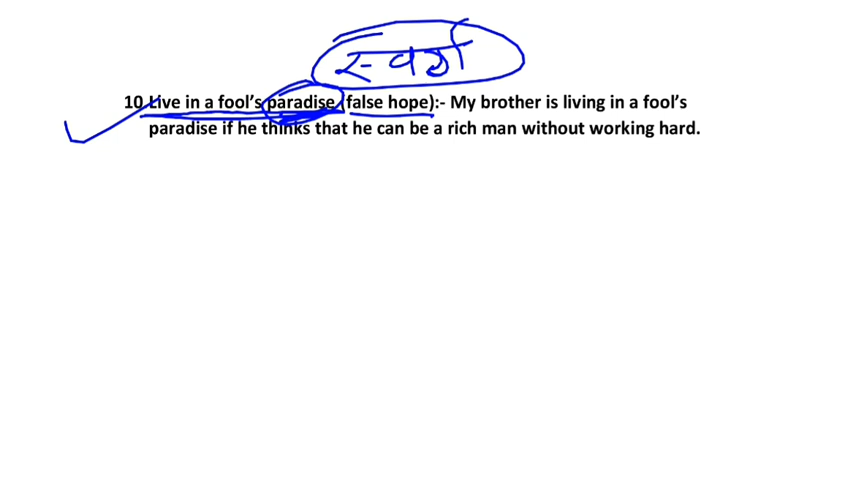 स्वर्ग
10 Live in a fool's paradise (false hope):- My brother is living in a fool's
paradise if he thinks that he can be a rich man without working hard.